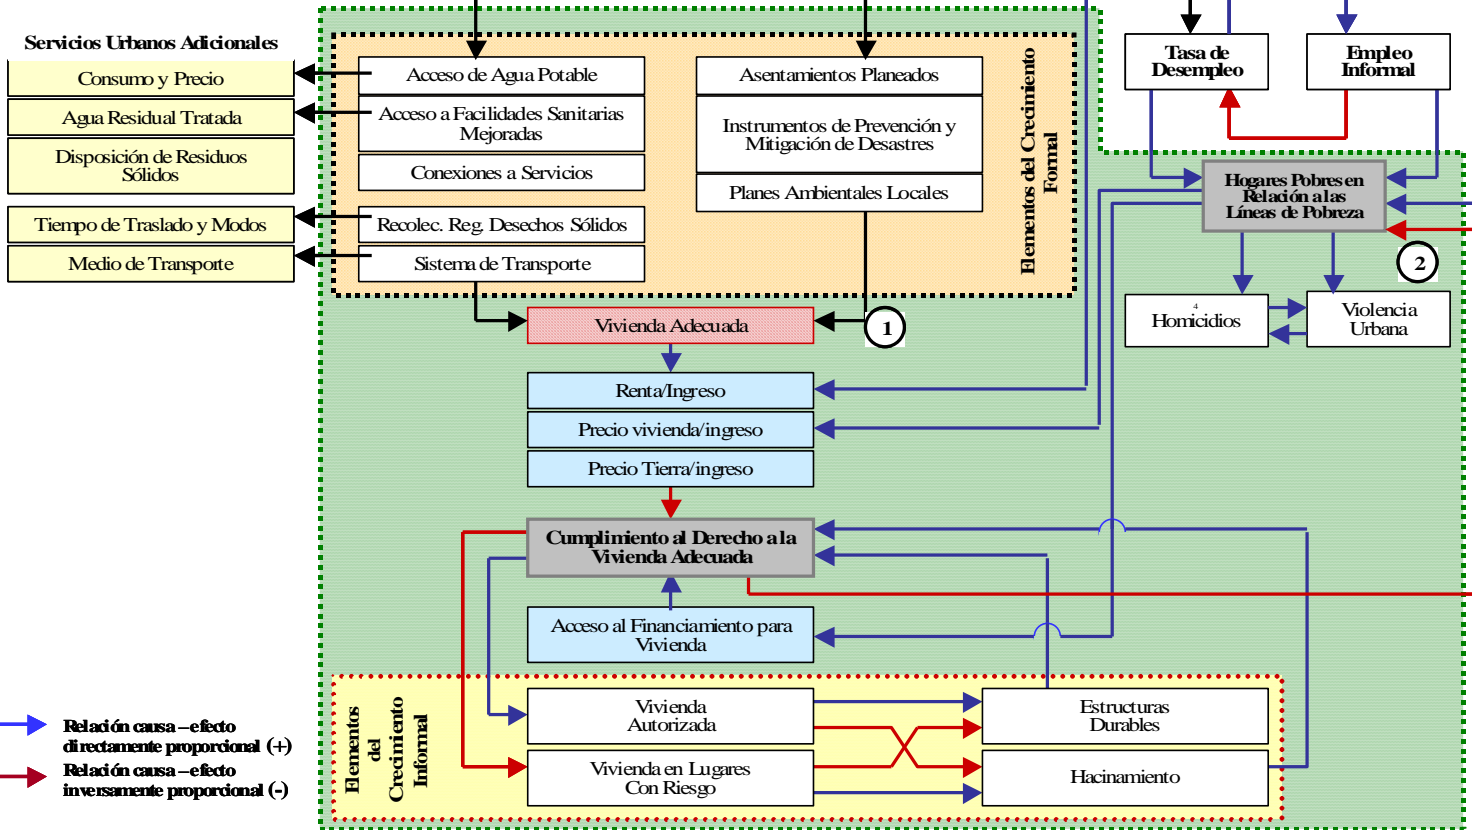 Servicios Urbanos Adicionales
Consumo y Precio
Agua Residual Tratada
Disposición de Residuos
Sólidos
Tiempo de Traslado y Modos
Medio de Transporte
Acceso de Agua Potable
Acceso a Facilidades Sanitarias
Mejoradas
Conexiones a Servicios
Recolec. Reg. Desechos Sólidos
Sistema de Transporte
Asentamientos Planeados
Instrumentos de Prevención y
Mitigación de Desastres
Planes Ambientales Locales
Elementos del Crecimiento
Formal
Tasa de
Desempleo
Empleo
Informal
Hogares Pobres en
Relación a las
Líneas de Pobreza
2
4
Homicidios
Violencia
Urbana
Vivienda Adecuada
1
Renta/Ingreso
Precio vivienda/ingreso
Precio Tierra/ingreso
Cumplimiento al Derecho a la
Vivienda Adecuada
Acceso al Financiamiento para
Vivienda
Elementos
del
Crecimiento
Informal
Vivienda
Autorizada
Vivienda en Lugares
Con Riesgo
Estructuras
Durables
Hacinamiento
Relación causa – efecto
directamente proporcional (+)
Relación causa – efecto
inversamente proporcional (-)